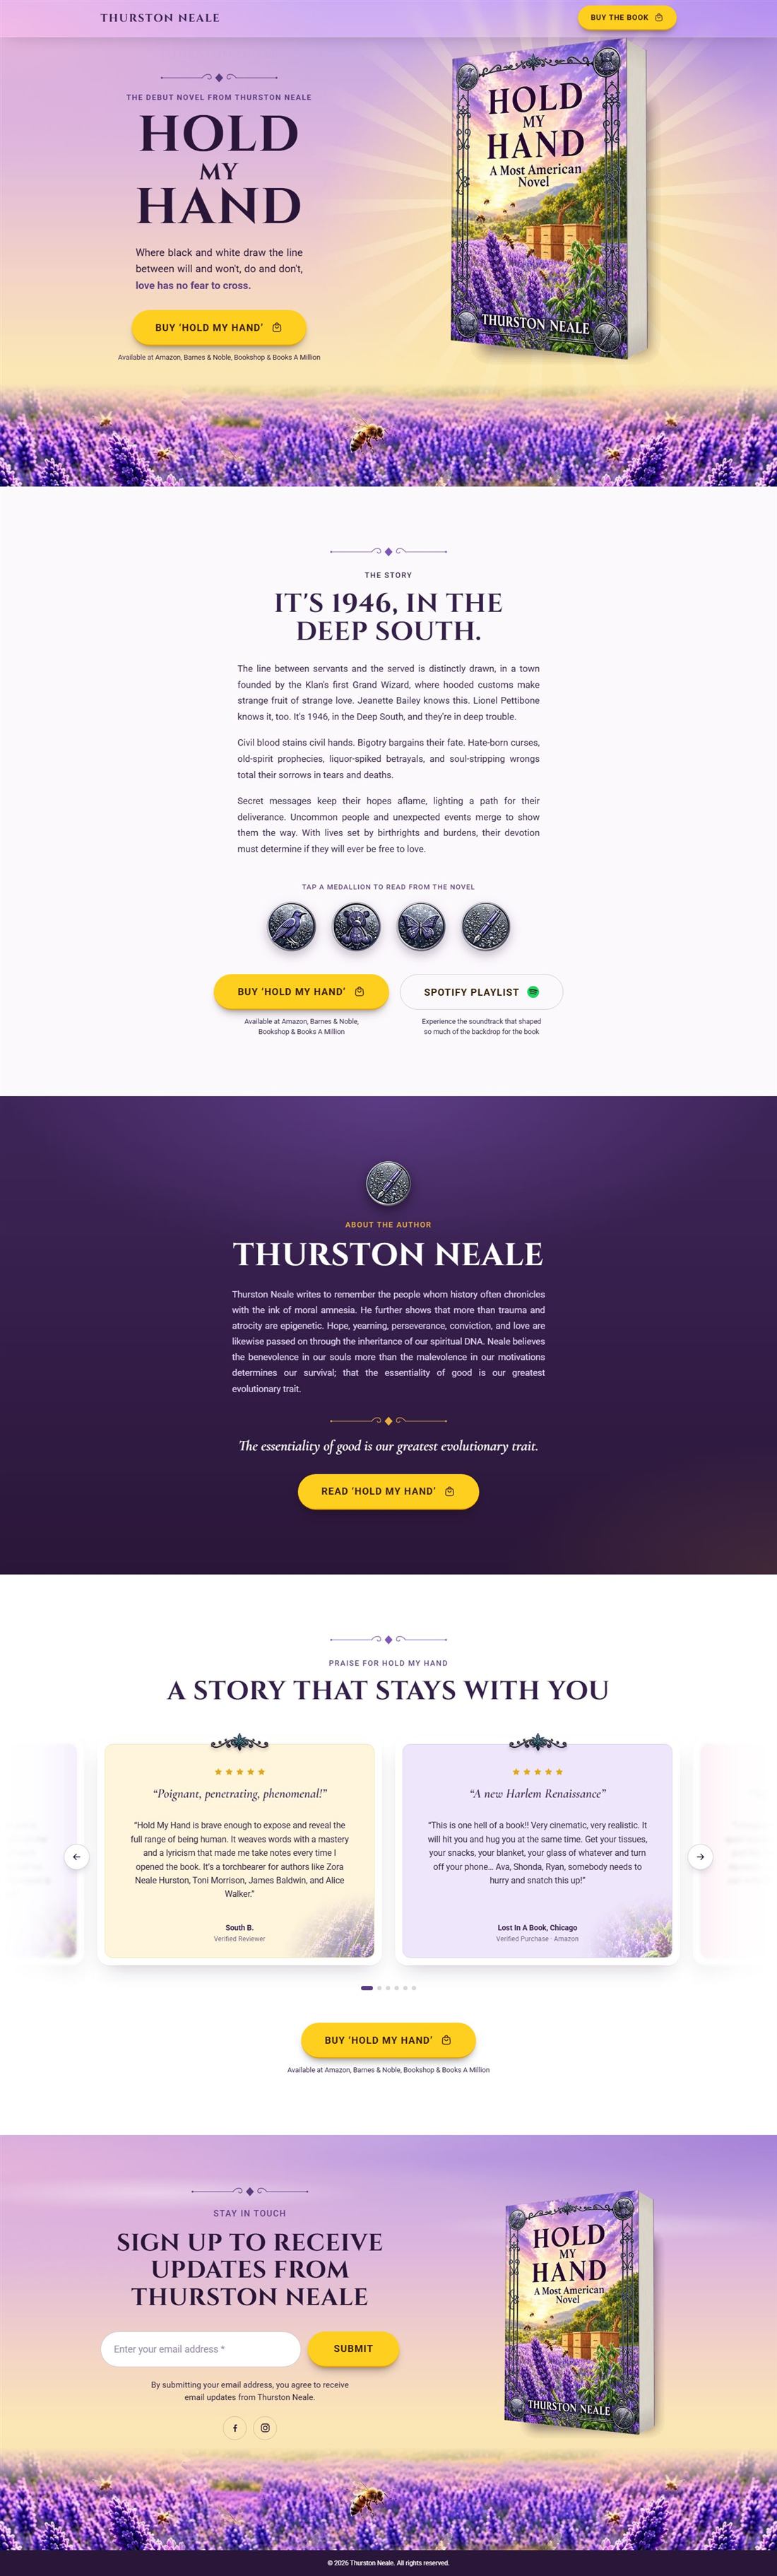 THURSTON NEALE
BUY THE BOOK
THE DEBUT NOVEL FROM THURSTON NEALE
HOLD
MY
HAND
Where black and white draw the line
between will and won't, do and don't,
love has no fear to cross.
BUY ‘HOLD MY HAND’
Available at Amazon, Barnes & Noble, Bookshop & Books A Million
HOLD
MY
HAND
A Most American
Novel
THURSTON NEALE
THE STORY
IT'S 1946, IN THE
DEEP SOUTH.
The line between servants and the served is distinctly drawn, in a town
founded by the Klan's first Grand Wizard, where hooded customs make
strange fruit of strange love. Jeanette Bailey knows this. Lionel Pettibone
knows it, too. It's 1946, in the Deep South, and they're in deep trouble.
Civil blood stains civil hands. Bigotry bargains their fate. Hate-born curses,
old-spirit prophecies, liquor-spiked betrayals, and soul-stripping wrongs
total their sorrows in tears and deaths.
Secret messages keep their hopes aflame, lighting a path for their
deliverance. Uncommon people and unexpected events merge to show
them the way. With lives set by birthrights and burdens, their devotion
must determine if they will ever be free to love.
TAP A MEDALLION TO READ FROM THE NOVEL
BUY ‘HOLD MY HAND’
Available at Amazon, Barnes & Noble,
Bookshop & Books A Million
SPOTIFY PLAYLIST
Experience the soundtrack that shaped
so much of the backdrop for the book
ABOUT THE AUTHOR
THURSTON NEALE
Thurston Neale writes to remember the people whom history often chronicles
with the ink of moral amnesia. He further shows that more than trauma and
atrocity are epigenetic. Hope, yearning, perseverance, conviction, and love are
likewise passed on through the inheritance of our spiritual DNA. Neale believes
the benevolence in our souls more than the malevolence in our motivations
determines our survival; that the essentiality of good is our greatest
evolutionary trait.
The essentiality of good is our greatest evolutionary trait.
READ ‘HOLD MY HAND’
PRAISE FOR HOLD MY HAND
A STORY THAT STAYS WITH YOU
“Poignant, penetrating, phenomenal!”
“Hold My Hand is brave enough to expose and reveal the
full range of being human. It weaves words with a mastery
and a lyricism that made me take notes every time I
opened the book. It's a torchbearer for authors like Zora
Neale Hurston, Toni Morrison, James Baldwin, and Alice
Walker.”
South B.
Verified Reviewer
“A new Harlem Renaissance”
“This is one hell of a book!! Very cinematic, very realistic. It
will hit you and hug you at the same time. Get your tissues,
your snacks, your blanket, your glass of whatever and turn
off your phone… Ava, Shonda, Ryan, somebody needs to
hurry and snatch this up!”
Lost In A Book, Chicago
Verified Purchase · Amazon
BUY ‘HOLD MY HAND’
Available at Amazon, Barnes & Noble, Bookshop & Books A Million
STAY IN TOUCH
SIGN UP TO RECEIVE
UPDATES FROM
THURSTON NEALE
Enter your email address *
SUBMIT
By submitting your email address, you agree to receive
email updates from Thurston Neale.
HOLD
MY
HAND
A Most American
Novel
THURSTON NEALE
© 2026 Thurston Neale. All rights reserved.